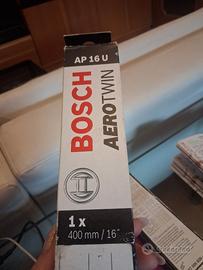 AP 16 U
BOSCH
AEROTWIN
1 x
400 mm / 16"